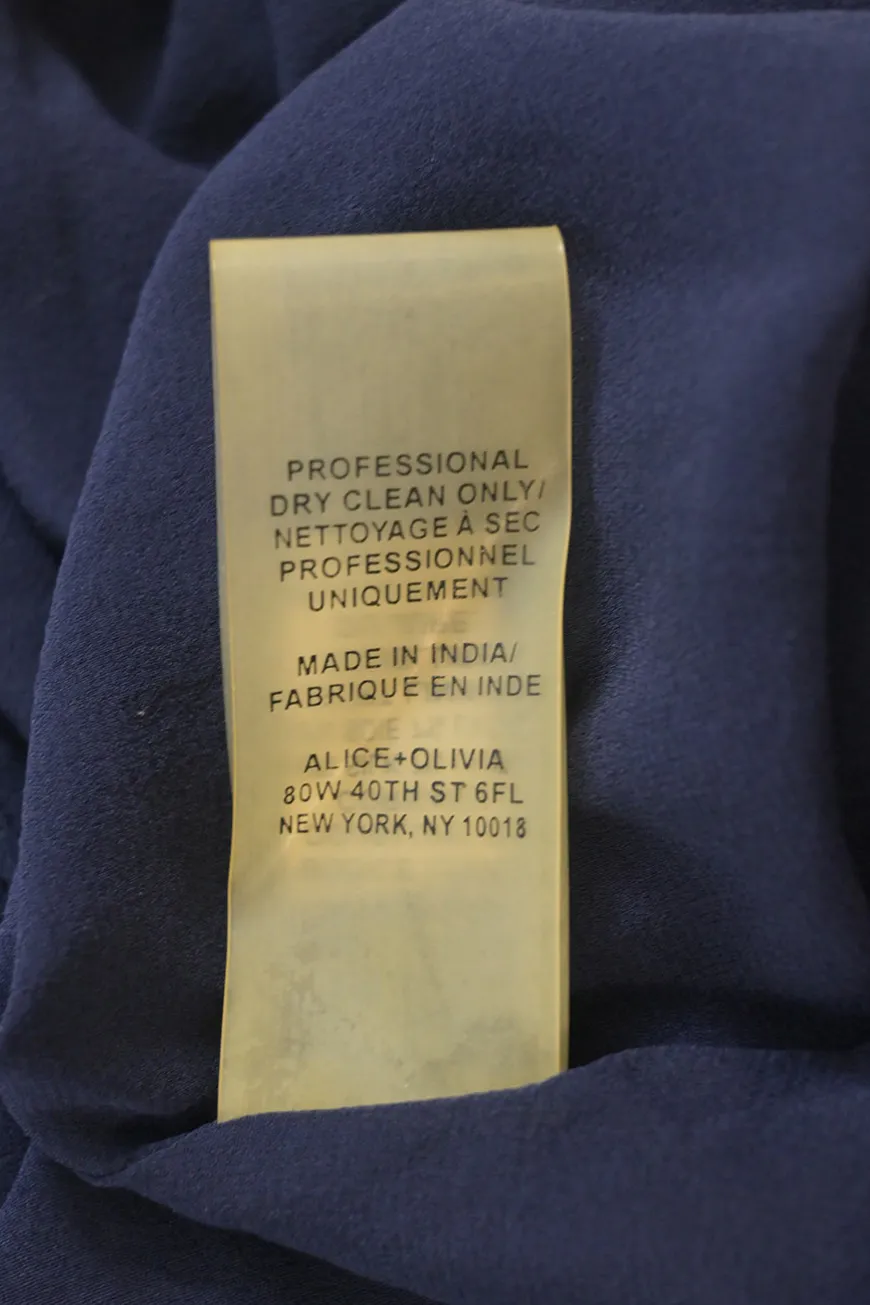 PROFESSIONAL
DRY CLEAN ONLY/
NETTOYAGE À SEC
PROFESSIONNEL
UNIQUEMENT
MADE IN INDIA/
FABRIQUE EN INDE
ALICE+OLIVIA
80W 40TH ST 6FL
NEW YORK, NY 10018